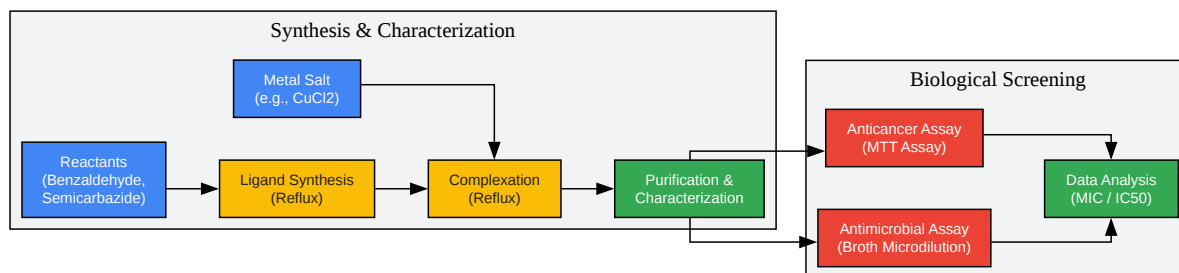 Synthesis & Characterization
Metal Salt
(e.g., CuCl2)
Reactants
(Benzaldehyde,
Semicarbazide)
Ligand Synthesis
(Reflux)
Complexation
(Reflux)
Purification &
Characterization
Biological Screening
Anticancer Assay
(MTT Assay)
Antimicrobial Assay
(Broth Microdilution)
Data Analysis
(MIC / IC50)